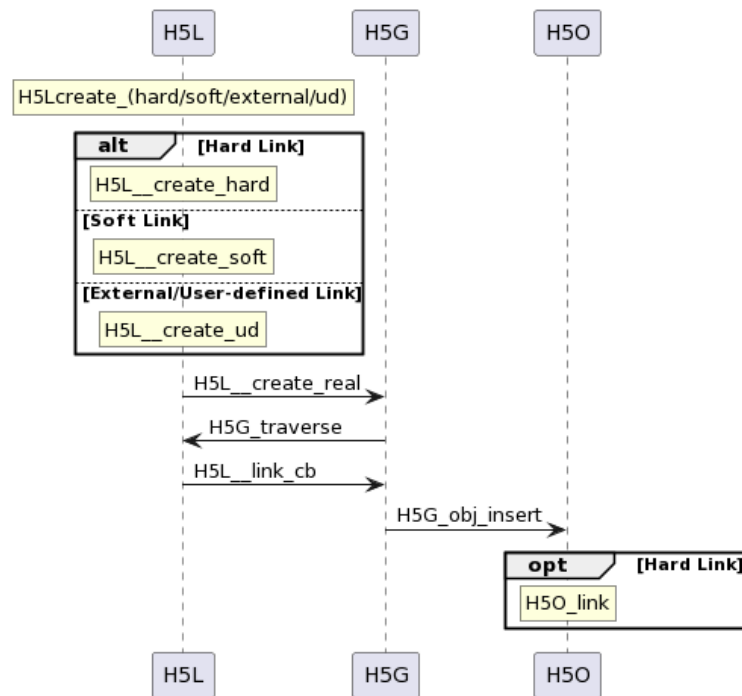 H5L H5G H5O
H5Lcreate_(hard/soft/external/ud)
alt [Hard Link]
H5L__create_hard
[Soft Link]
H5L__create_soft
[External/User-defined Link]
H5L__create_ud
H5L__create_real
H5G_traverse
H5L__link_cb
H5G_obj_insert
opt [Hard Link]
H5O_link
H5L H5G H5O